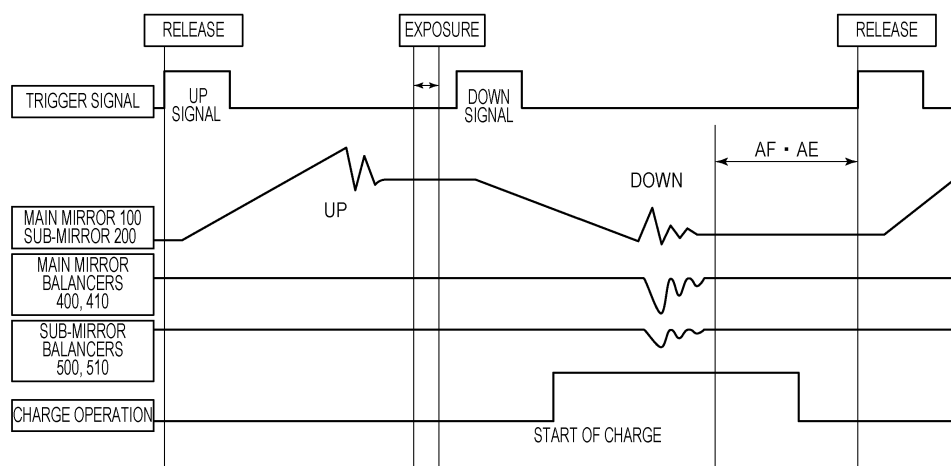 RELEASE
EXPOSURE
RELEASE
TRIGGER SIGNAL
UP
SIGNAL
DOWN
SIGNAL
AF・AE
UP
DOWN
MAIN MIRROR 100
SUB-MIRROR 200
MAIN MIRROR
BALANCERS
400, 410
SUB-MIRROR
BALANCERS
500, 510
CHARGE OPERATION
START OF CHARGE